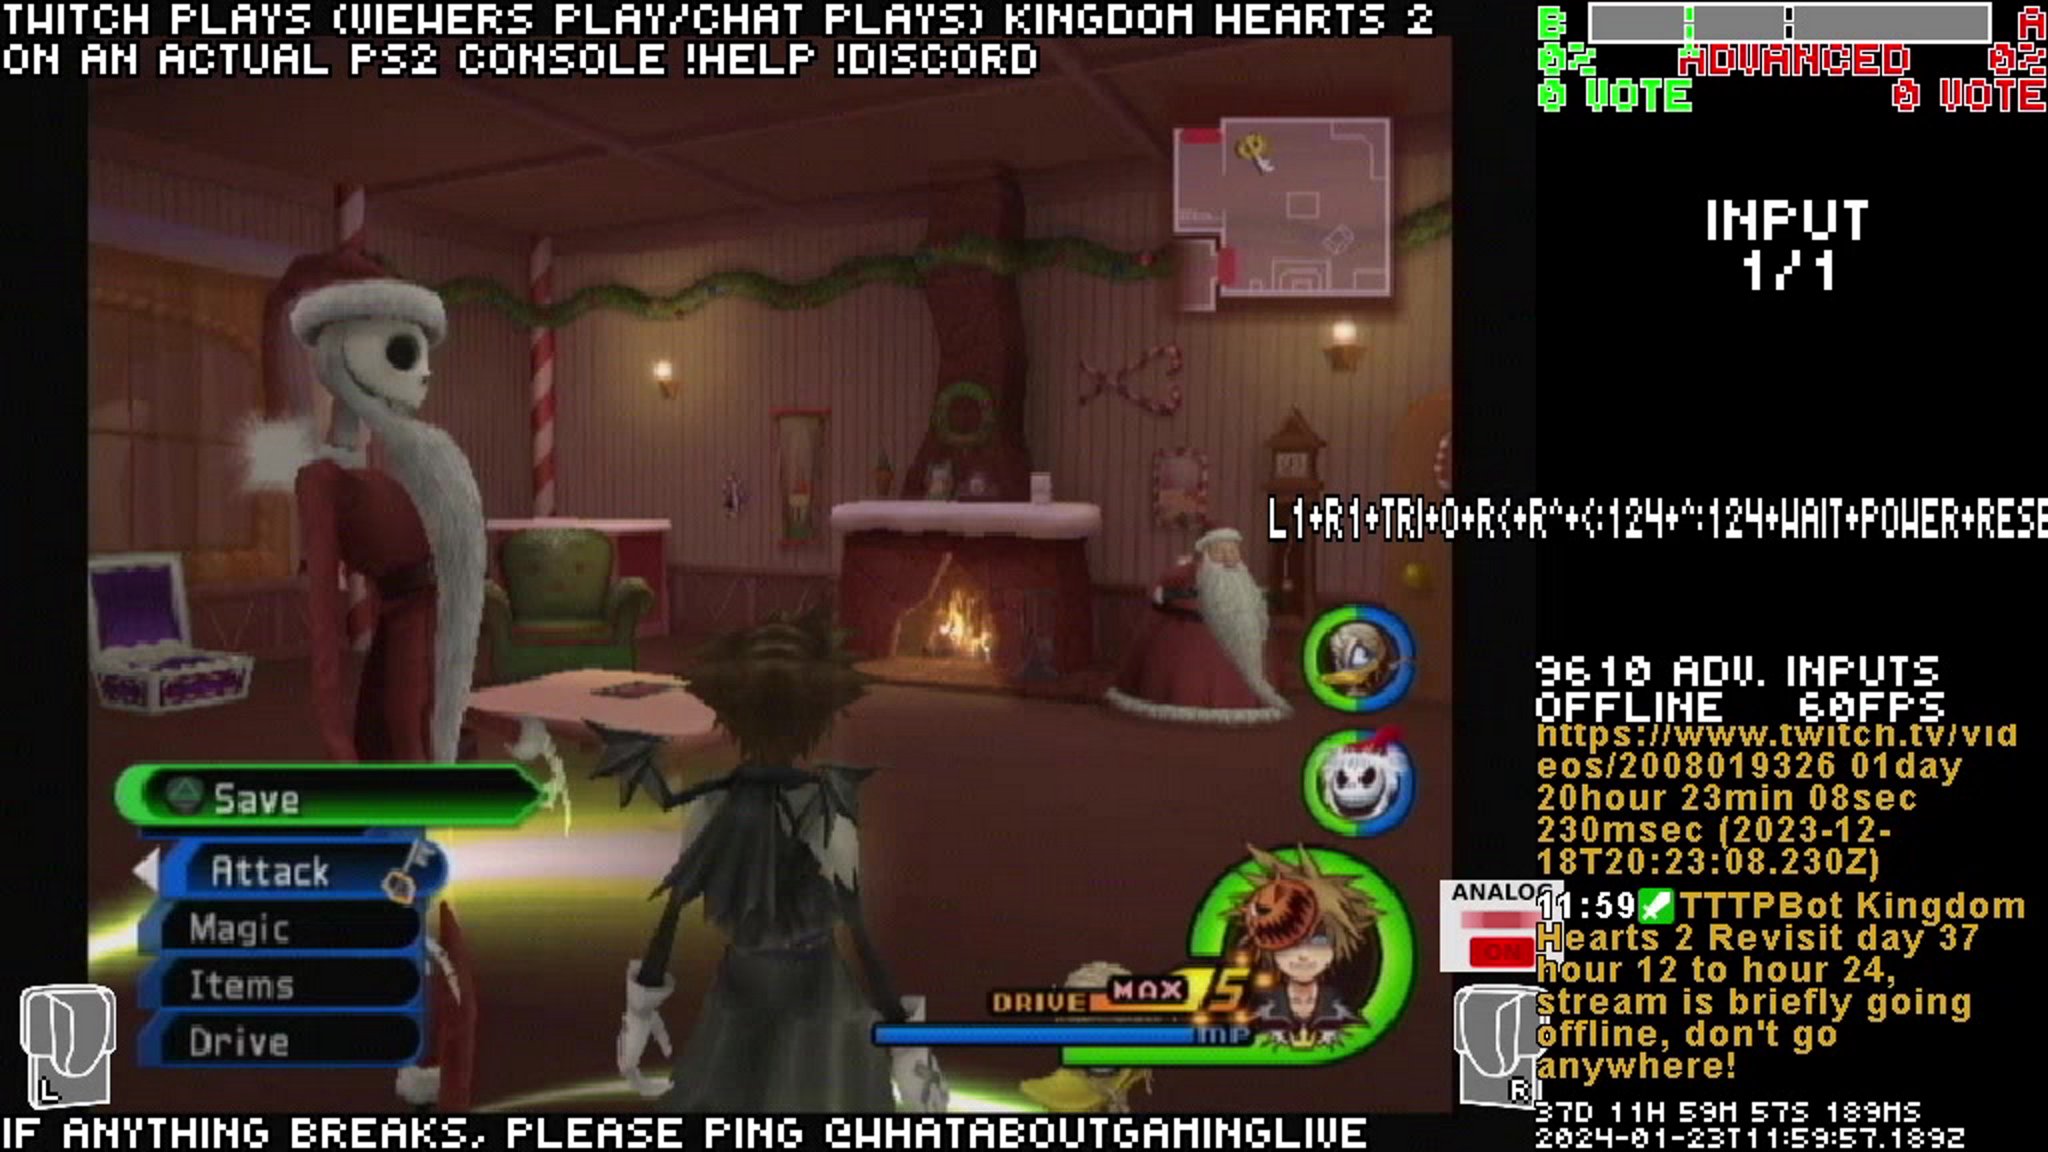 TWITCH PLAYS (VIEWERS PLAY/CHAT PLAYS) KINGDOM HEARTS 2
ON AN ACTUAL PS2 CONSOLE !HELP !DISCORD
B A
0% ADVANCED 0%
0 VOTE 0 VOTE
INPUT
1/1
L1+R1+TRI+O+R<+R^+<:124+^:124+WAIT+POWER+RESE
9610 ADV. INPUTS
OFFLINE 60FPS
https://www.twitch.tv/vid
eos/2008019326 01day
20hour 23min 08sec
230msec (2023-12-
18T20:23:08.230Z)
11:59 TTTPBot Kingdom
Hearts 2 Revisit day 37
hour 12 to hour 24,
stream is briefly going
offline, don't go
anywhere!
37D 11H 59M 57S 189MS
2024-01-23T11:59:57.189Z
Save
Attack
Magic
Items
Drive
DRIVE MAX 5
MP
ANALOG
ON
L
R
IF ANYTHING BREAKS, PLEASE PING @WHATABOUTGAMINGLIVE